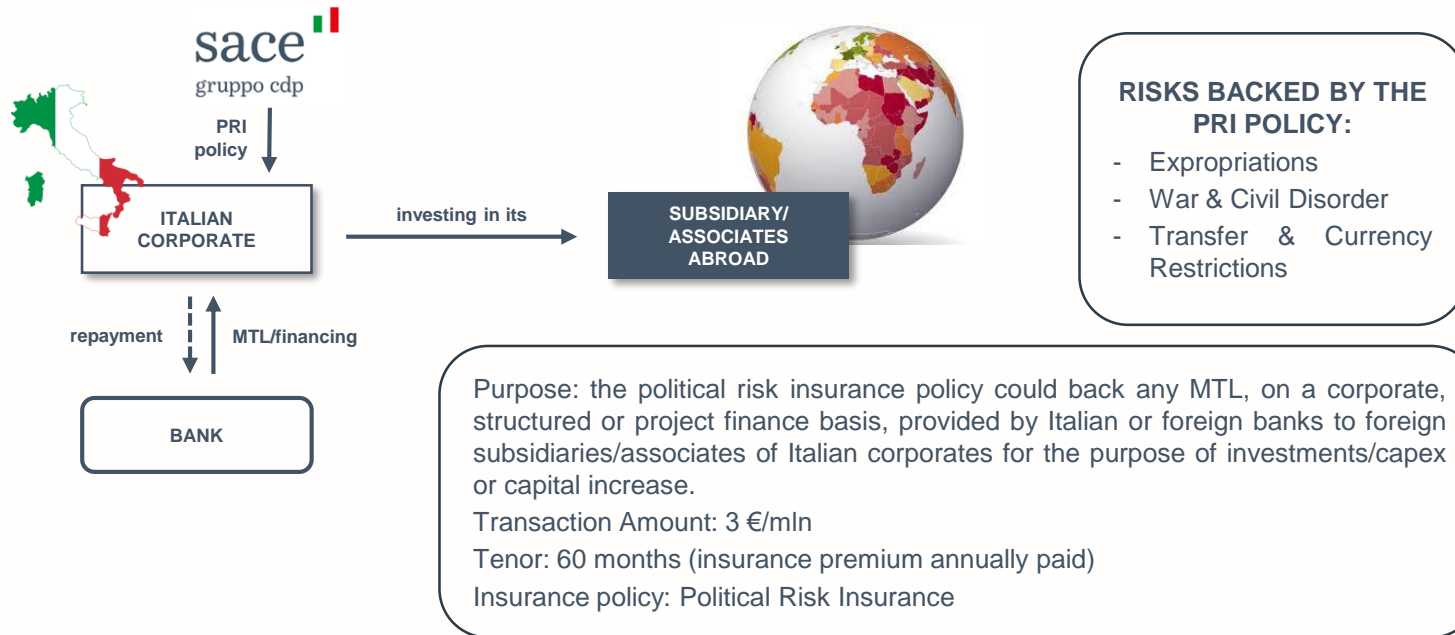 sace
gruppo cdp
PRI
policy
ITALIAN
CORPORATE
investing in its
SUBSIDIARY/
ASSOCIATES
ABROAD
RISKS BACKED BY THE
PRI POLICY:
- Expropriations
- War & Civil Disorder
- Transfer & Currency
Restrictions
repayment
MTL/financing
BANK
Purpose: the political risk insurance policy could back any MTL, on a corporate,
structured or project finance basis, provided by Italian or foreign banks to foreign
subsidiaries/associates of Italian corporates for the purpose of investments/capex
or capital increase.
Transaction Amount: 3 €/mln
Tenor: 60 months (insurance premium annually paid)
Insurance policy: Political Risk Insurance